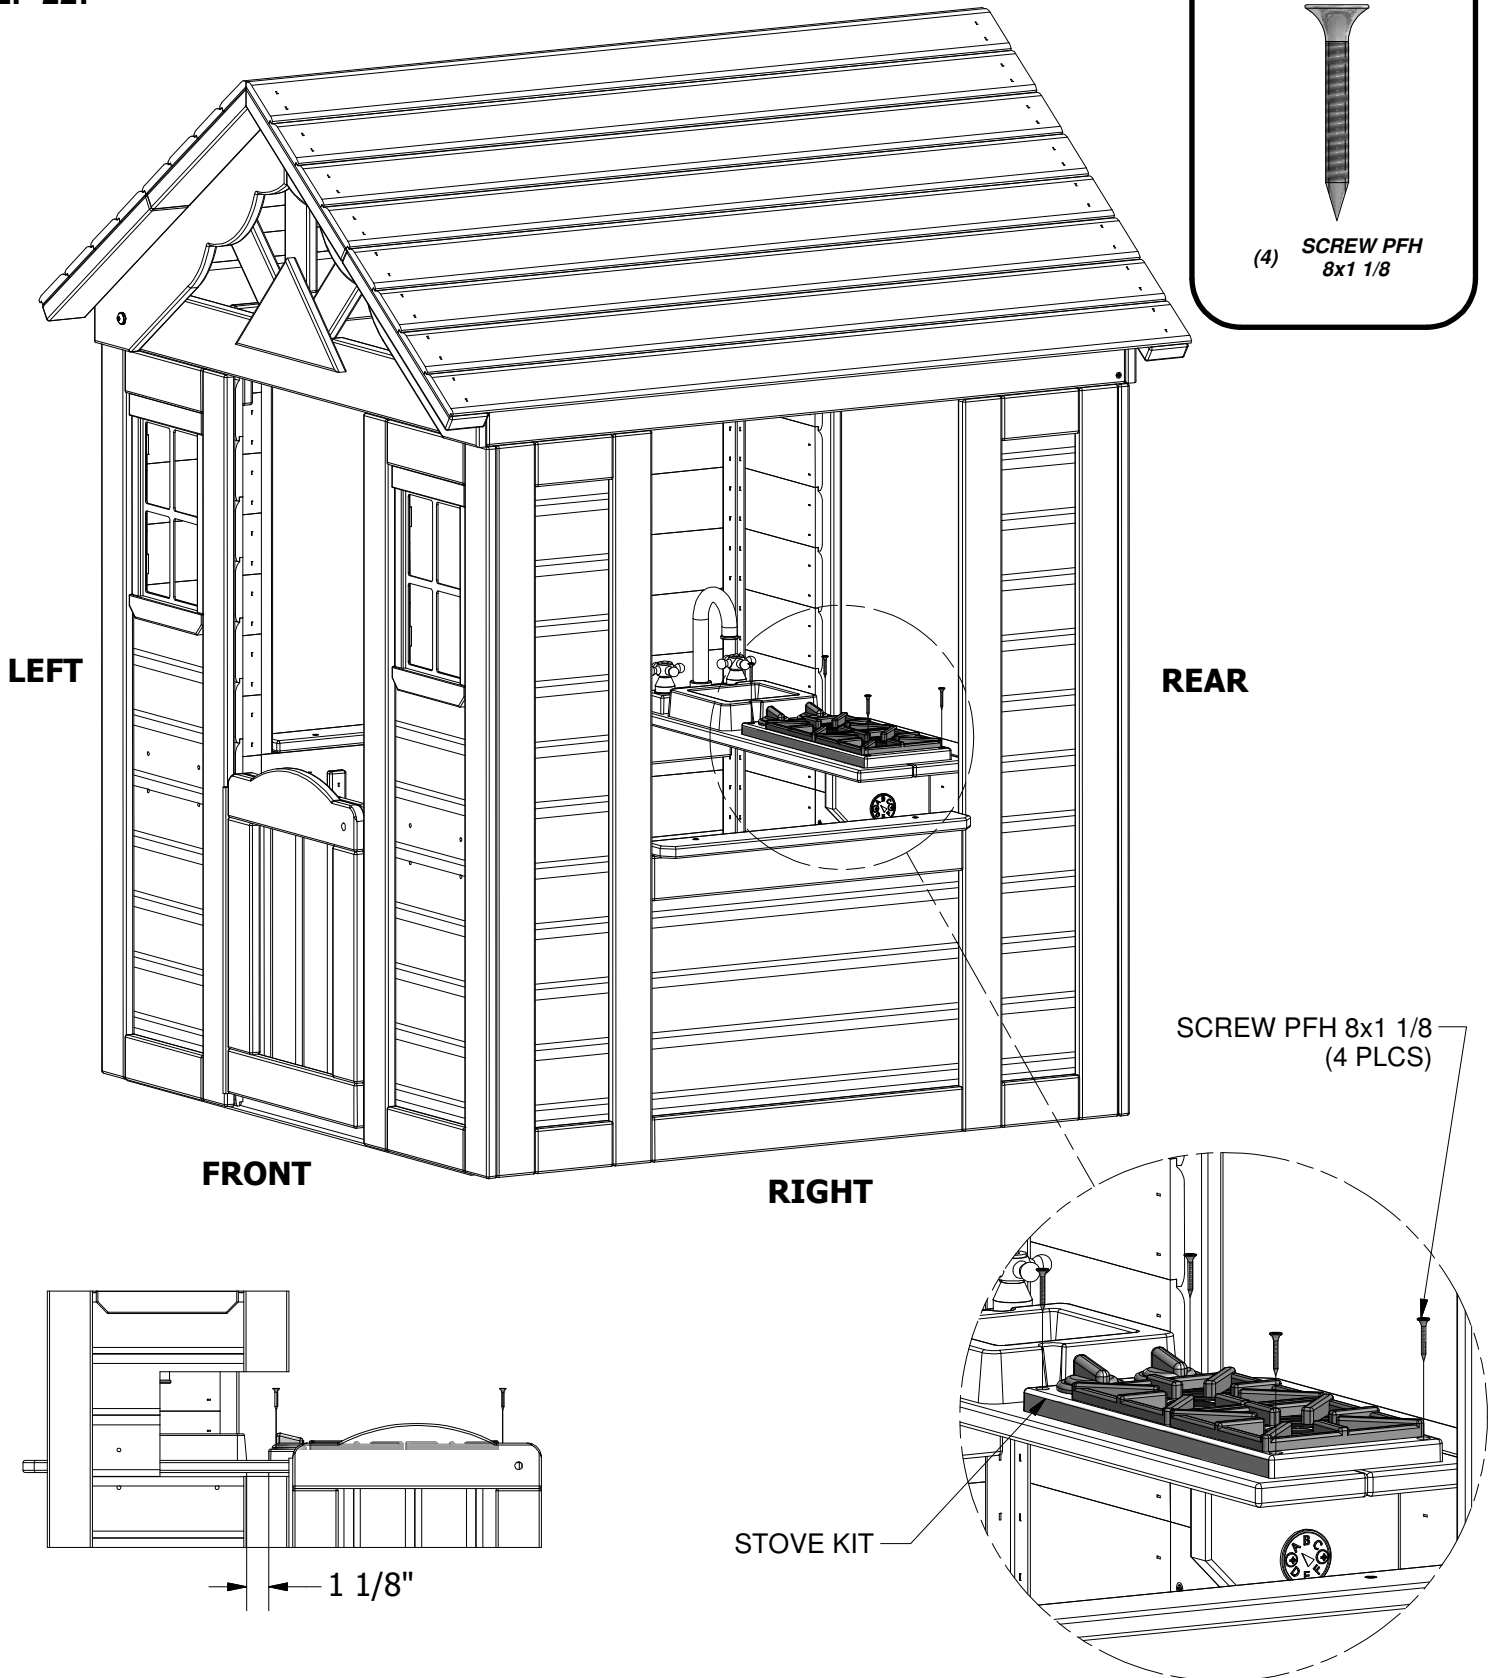 (4) SCREW PFH
8x1 1/8
LEFT
REAR
SCREW PFH 8x1 1/8
(4 PLCS)
FRONT
RIGHT
STOVE KIT
A B C
D E F
1 1/8"